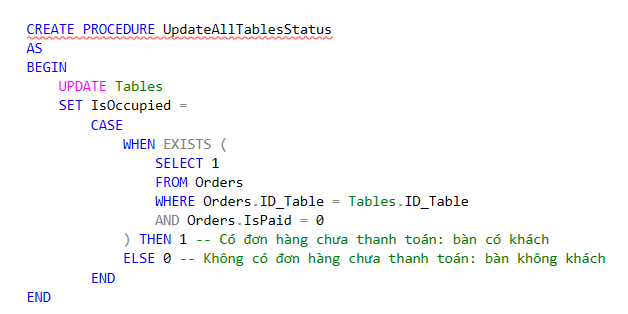 CREATE PROCEDURE UpdateAllTablesStatus
AS
BEGIN
    UPDATE Tables
    SET IsOccupied =
        CASE
            WHEN EXISTS (
                SELECT 1
                FROM Orders
                WHERE Orders.ID_Table = Tables.ID_Table
                AND Orders.IsPaid = 0
            ) THEN 1 -- Có đơn hàng chưa thanh toán: bàn có khách
            ELSE 0 -- Không có đơn hàng chưa thanh toán: bàn không khách
        END
END